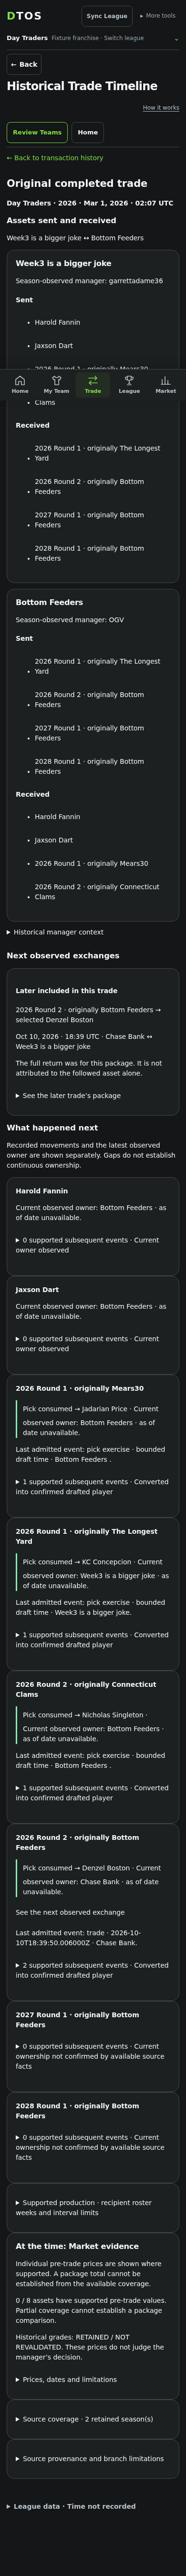 DTOS
Sync League
▸ More tools
Day Traders Fixture franchise · Switch league
← Back
Historical Trade Timeline
How it works
Review Teams
Home
← Back to transaction history
Original completed trade
Day Traders · 2026 · Mar 1, 2026 · 02:07 UTC
Assets sent and received
Week3 is a bigger joke ↔ Bottom Feeders
Week3 is a bigger joke
Season-observed manager: garrettadame36
Sent
• Harold Fannin
• Jaxson Dart
2026 Round 1 · originally Mears30
Home
My Team
Trade
League
Market
• Clams
Received
2026 Round 1 · originally The Longest
• Yard
2026 Round 2 · originally Bottom
• Feeders
2027 Round 1 · originally Bottom
• Feeders
2028 Round 1 · originally Bottom
• Feeders
Bottom Feeders
Season-observed manager: OGV
Sent
2026 Round 1 · originally The Longest
• Yard
2026 Round 2 · originally Bottom
• Feeders
2027 Round 1 · originally Bottom
• Feeders
2028 Round 1 · originally Bottom
• Feeders
Received
• Harold Fannin
• Jaxson Dart
• 2026 Round 1 · originally Mears30
2026 Round 2 · originally Connecticut
• Clams
▸ Historical manager context
Next observed exchanges
Later included in this trade
2026 Round 2 · originally Bottom Feeders →
selected Denzel Boston
Oct 10, 2026 · 18:39 UTC · Chase Bank ↔
Week3 is a bigger joke
The full return was for this package. It is not
attributed to the followed asset alone.
▸ See the later trade's package
What happened next
Recorded movements and the latest observed
owner are shown separately. Gaps do not establish
continuous ownership.
Harold Fannin
Current observed owner: Bottom Feeders · as
of date unavailable.
▸ 0 supported subsequent events · Current
owner observed
Jaxson Dart
Current observed owner: Bottom Feeders · as
of date unavailable.
▸ 0 supported subsequent events · Current
owner observed
2026 Round 1 · originally Mears30
Pick consumed → Jadarian Price · Current
observed owner: Bottom Feeders · as of
date unavailable.
Last admitted event: pick exercise · bounded
draft time · Bottom Feeders .
▸ 1 supported subsequent events · Converted
into confirmed drafted player
2026 Round 1 · originally The Longest
Yard
Pick consumed → KC Concepcion · Current
observed owner: Week3 is a bigger joke · as
of date unavailable.
Last admitted event: pick exercise · bounded
draft time · Week3 is a bigger joke.
▸ 1 supported subsequent events · Converted
into confirmed drafted player
2026 Round 2 · originally Connecticut
Clams
Pick consumed → Nicholas Singleton ·
Current observed owner: Bottom Feeders ·
as of date unavailable.
Last admitted event: pick exercise · bounded
draft time · Bottom Feeders .
▸ 1 supported subsequent events · Converted
into confirmed drafted player
2026 Round 2 · originally Bottom
Feeders
Pick consumed → Denzel Boston · Current
observed owner: Chase Bank · as of date
unavailable.
See the next observed exchange
Last admitted event: trade · 2026-10-
10T18:39:50.006000Z · Chase Bank.
▸ 2 supported subsequent events · Converted
into confirmed drafted player
2027 Round 1 · originally Bottom
Feeders
▸ 0 supported subsequent events · Current
ownership not confirmed by available source
facts
2028 Round 1 · originally Bottom
Feeders
▸ 0 supported subsequent events · Current
ownership not confirmed by available source
facts
▸ Supported production · recipient roster
weeks and interval limits
At the time: Market evidence
Individual pre-trade prices are shown where
supported. A package total cannot be
established from the available coverage.
0 / 8 assets have supported pre-trade values.
Partial coverage cannot establish a package
comparison.
Historical grades: RETAINED / NOT
REVALIDATED. These prices do not judge the
manager's decision.
▸ Prices, dates and limitations
▸ Source coverage · 2 retained season(s)
▸ Source provenance and branch limitations
▸ League data · Time not recorded